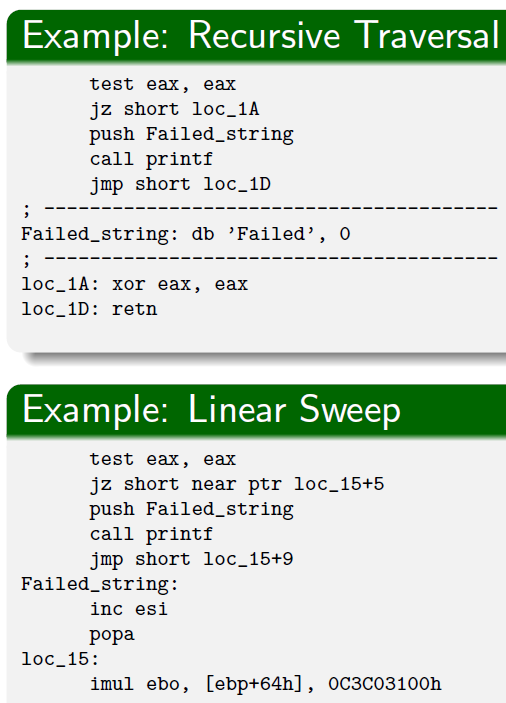 Example: Recursive Traversal
test eax, eax
jz short loc_1A
push Failed_string
call printf
jmp short loc_1D
; ----------------------------------------
Failed_string: db ’Failed’, 0
; ----------------------------------------
loc_1A: xor eax, eax
loc_1D: retn
Example: Linear Sweep
test eax, eax
jz short near ptr loc_15+5
push Failed_string
call printf
jmp short loc_15+9
Failed_string:
inc esi
popa
loc_15:
imul ebo, [ebp+64h], 0C3C03100h